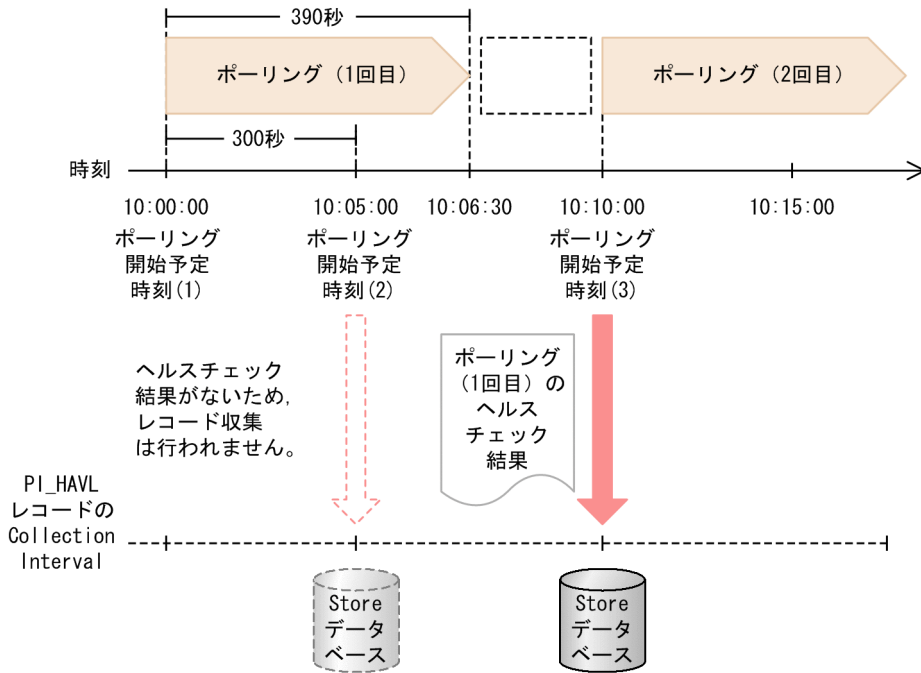 390秒
ポーリング（1回目）
ポーリング（2回目）
300秒
時刻
10:00:00
ポーリング
開始予定
時刻(1)
10:05:00
ポーリング
開始予定
時刻(2)
10:06:30
10:10:00
ポーリング
開始予定
時刻(3)
10:15:00
ヘルスチェック
結果がないため,
レコード収集
は行われません。
ポーリング
（1回目）の
ヘルス
チェック
結果
PI_HAVL
レコードの
Collection
Interval
Store
データ
ベース
Store
データ
ベース